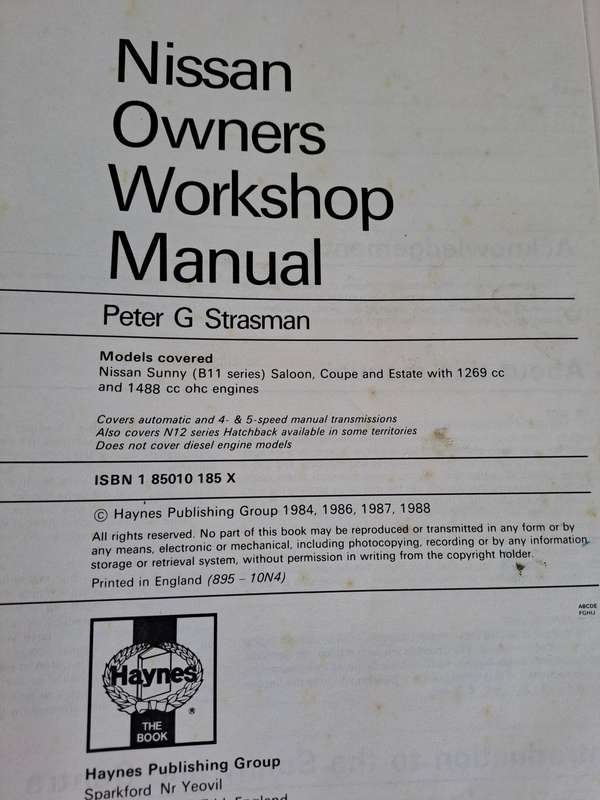 Nissan
Owners
Workshop
Manual
Peter G Strasman
Models covered
Nissan Sunny (B11 series) Saloon, Coupe and Estate with 1269 cc
and 1488 cc ohc engines
Covers automatic and 4- & 5-speed manual transmissions
Also covers N12 series Hatchback available in some territories
Does not cover diesel engine models
ISBN 1 85010 185 X
© Haynes Publishing Group 1984, 1986, 1987, 1988
All rights reserved. No part of this book may be reproduced or transmitted in any form or by
any means, electronic or mechanical, including photocopying, recording or by any information
storage or retrieval system, without permission in writing from the copyright holder.
Printed in England (895 – 10N4)
ABCDE
FGHIJ
Haynes
®
THE
BOOK
Haynes Publishing Group
Sparkford Nr Yeovil
England